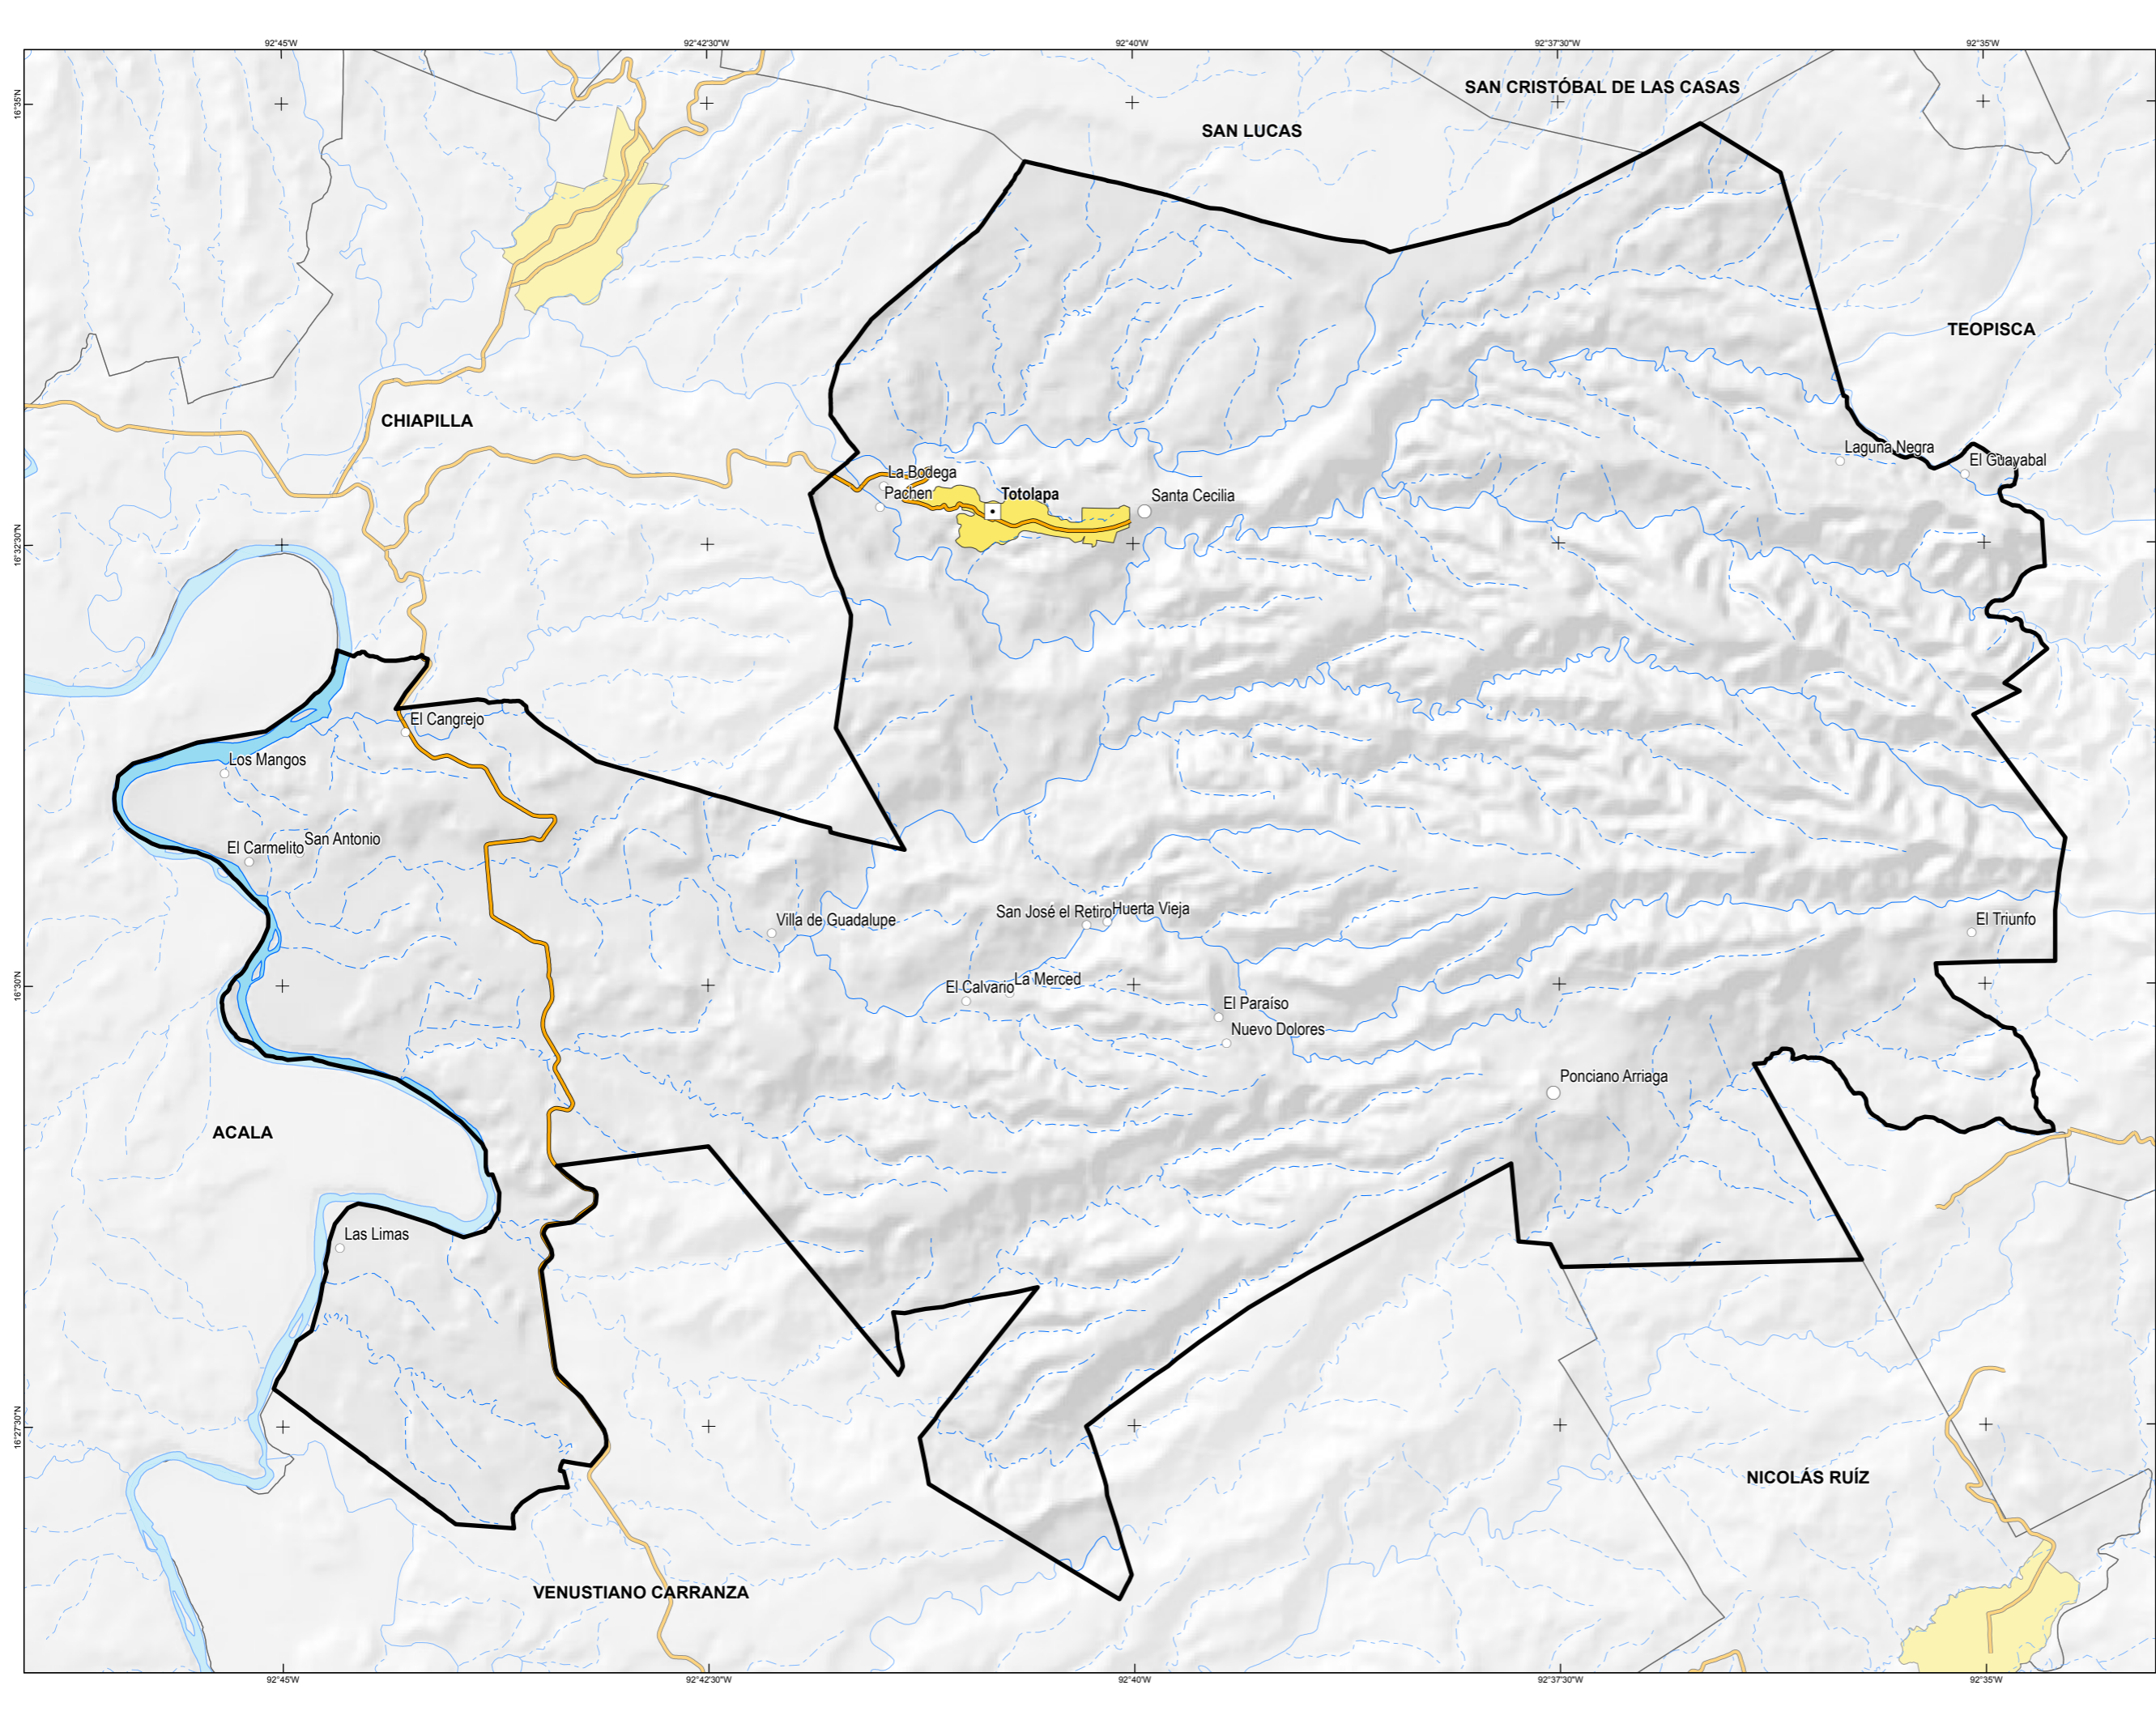 92°45'W
92°42'30"W
92°40'W
92°37'30"W
92°35'W
16°35'N
SAN CRISTÓBAL DE LAS CASAS
SAN LUCAS
TEOPISCA
CHIAPILLA
Laguna Negra
El Guayabal
La Bodega
Pachen
Totolapa
Santa Cecilia
16°32'30"N
El Cangrejo
Los Mangos
San Antonio
El Carmelito
Villa de Guadalupe
San José el Retiro
Huerta Vieja
El Triunfo
16°30'N
El Calvario
La Merced
El Paraíso
Nuevo Dolores
Ponciano Arriaga
ACALA
Las Limas
16°27'30"N
NICOLÁS RUÍZ
VENUSTIANO CARRANZA
92°45'W
92°42'30"W
92°40'W
92°37'30"W
92°35'W